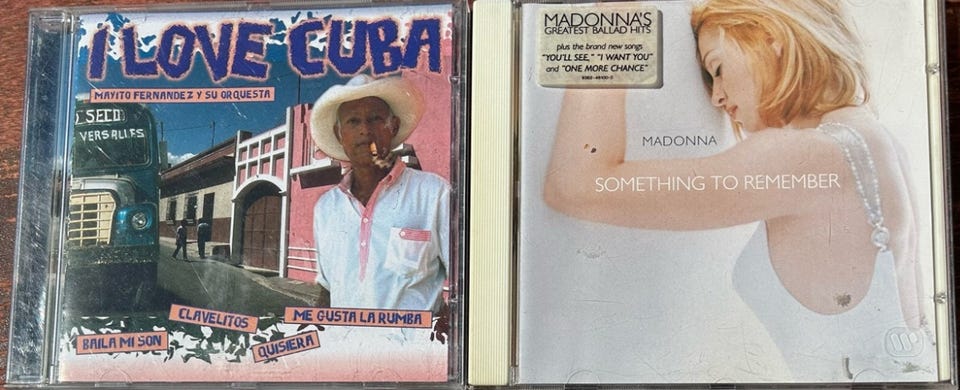 I LOVE CUBA
MAYITO FERNANDEZ Y SU ORQUESTA
SECO
VERSALLES
CLAVELITOS
ME GUSTA LA RUMBA
BAILA MI SON
QUISIERA
MADONNA'S
GREATEST BALLAD HITS
plus the brand new songs
"YOU'LL SEE," "I WANT YOU"
and "ONE MORE CHANCE"
MADONNA
SOMETHING TO REMEMBER